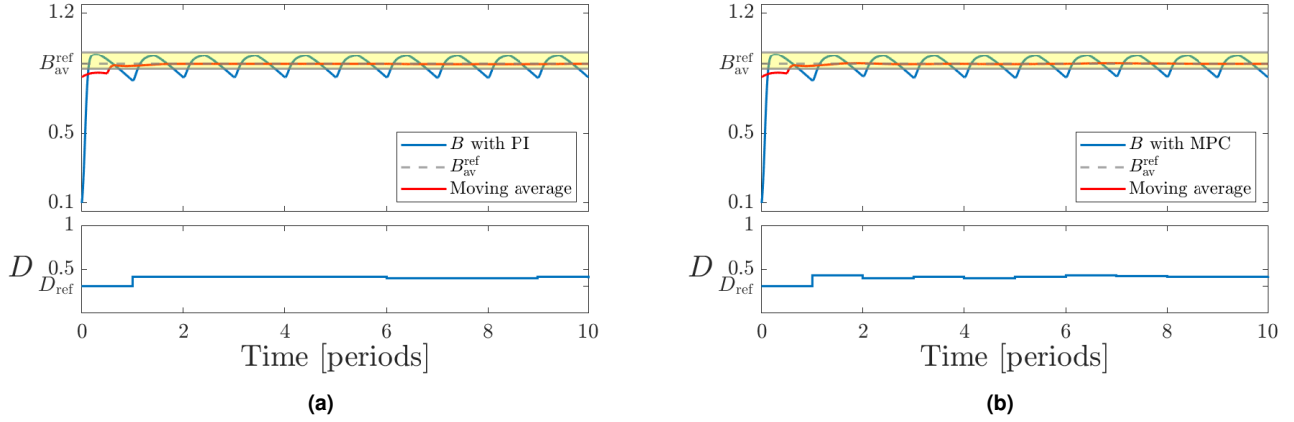 1.2
B_av^ref
0.5
0.1
B with PI
B_av^ref
Moving average
1
D
0.5
D_ref
0 2 4 6 8 10
Time [periods]
(a)
1.2
B_av^ref
0.5
0.1
B with MPC
B_av^ref
Moving average
1
D
0.5
D_ref
0 2 4 6 8 10
Time [periods]
(b)